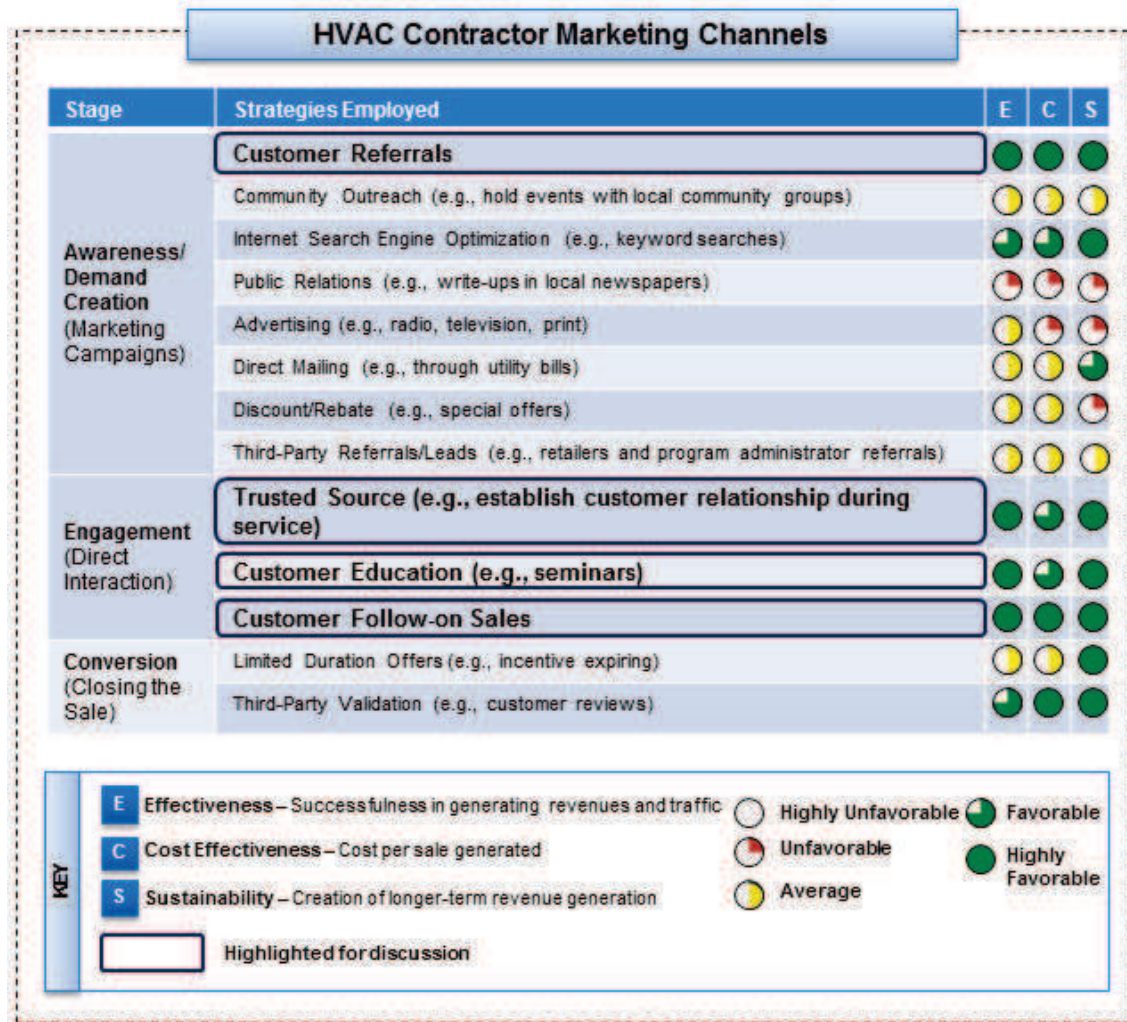 HVAC Contractor Marketing Channels
Stage Strategies Employed E C S
Awareness/
Demand
Creation
(Marketing
Campaigns)
Customer Referrals
Community Outreach (e.g., hold events with local community groups)
Internet Search Engine Optimization (e.g., keyword searches)
Public Relations (e.g., write-ups in local newspapers)
Advertising (e.g., radio, television, print)
Direct Mailing (e.g., through utility bills)
Discount/Rebate (e.g., special offers)
Third-Party Referrals/Leads (e.g., retailers and program administrator referrals)
Engagement
(Direct
Interaction)
Trusted Source (e.g., establish customer relationship during
service)
Customer Education (e.g., seminars)
Customer Follow-on Sales
Conversion
(Closing the
Sale)
Limited Duration Offers (e.g., incentive expiring)
Third-Party Validation (e.g., customer reviews)
KEY
E Effectiveness – Successfulness in generating revenues and traffic
C Cost Effectiveness – Cost per sale generated
S Sustainability – Creation of longer-term revenue generation
Highlighted for discussion
Highly Unfavorable
Unfavorable
Average
Favorable
Highly
Favorable